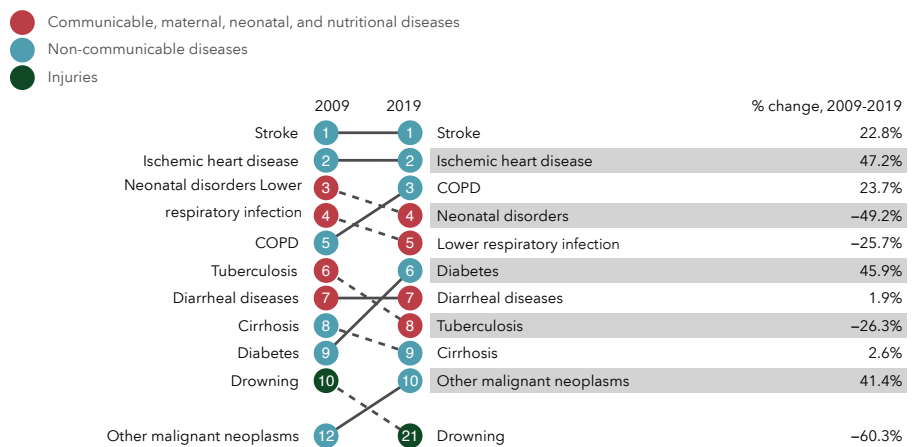 Communicable, maternal, neonatal, and nutritional diseases
Non-communicable diseases
Injuries
2009 2019 % change, 2009-2019
Stroke 1 1 Stroke 22.8%
Ischemic heart disease 2 2 Ischemic heart disease 47.2%
Neonatal disorders Lower 3 3 COPD 23.7%
respiratory infection 4 4 Neonatal disorders −49.2%
COPD 5 5 Lower respiratory infection −25.7%
Tuberculosis 6 6 Diabetes 45.9%
Diarrheal diseases 7 7 Diarrheal diseases 1.9%
Cirrhosis 8 8 Tuberculosis −26.3%
Diabetes 9 9 Cirrhosis 2.6%
Drowning 10 10 Other malignant neoplasms 41.4%
Other malignant neoplasms 12 21 Drowning −60.3%